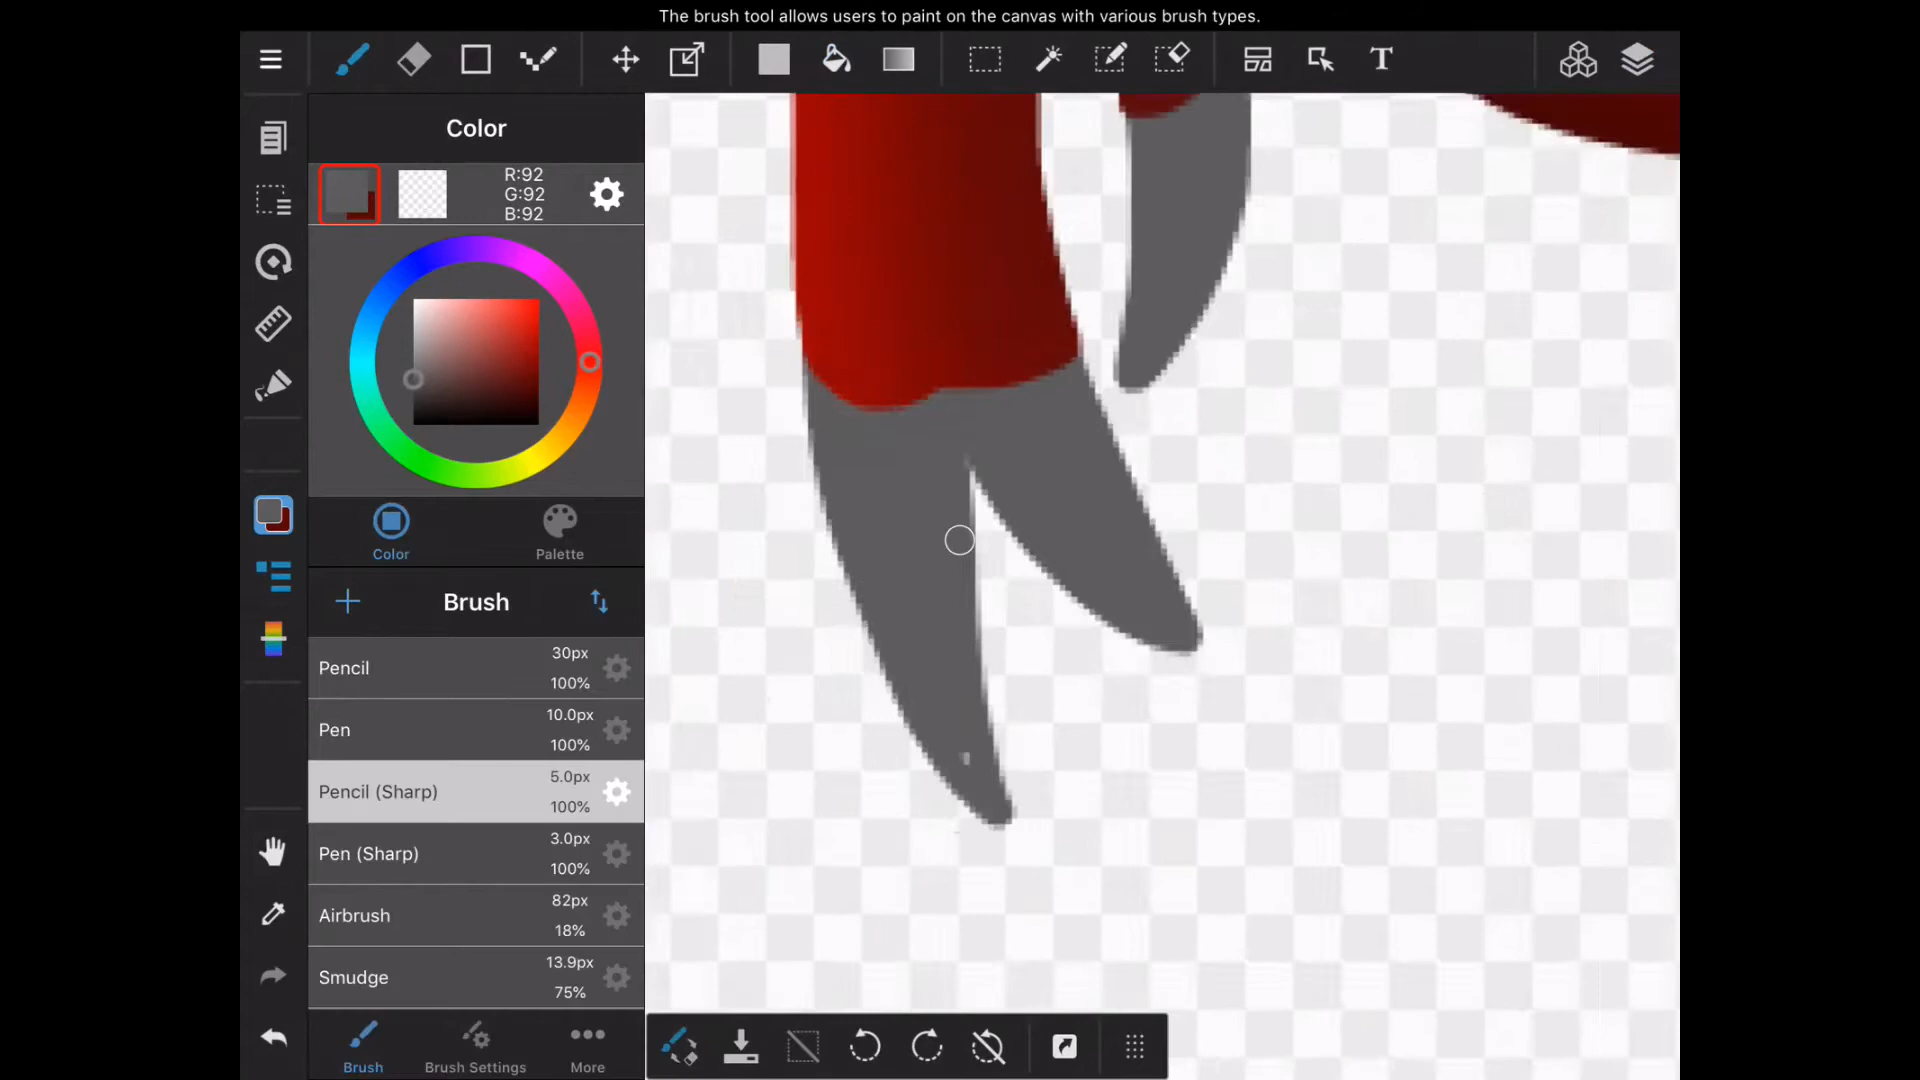 The brush tool allows users to paint on the canvas with various brush types.
T
Color
R:92
G:92
B:92
Color
Palette
Brush
Pencil
30px
100%
Pen
10.0px
100%
Pencil (Sharp)
5.0px
100%
Pen (Sharp)
3.0px
100%
Airbrush
82px
18%
Smudge
13.9px
75%
Brush
Brush Settings
More